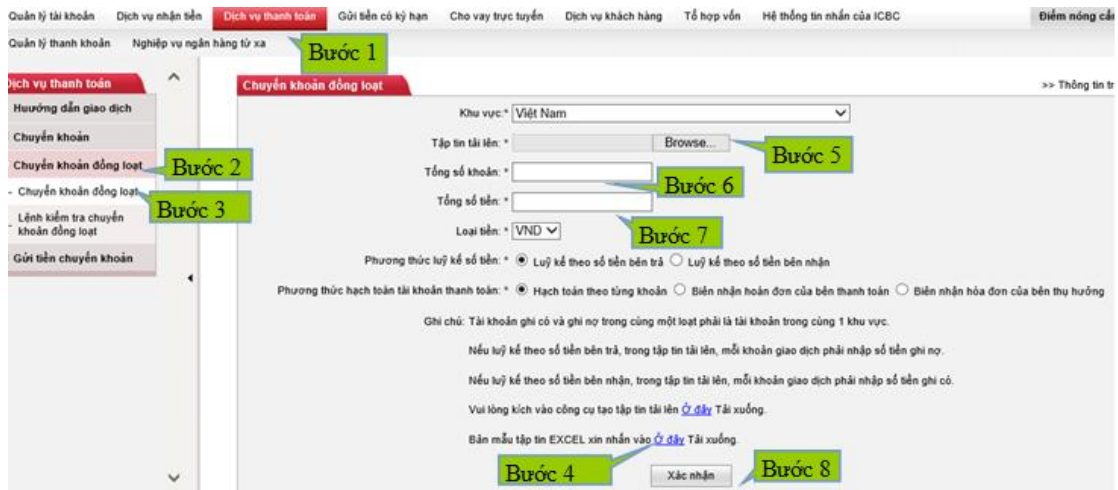 Quản lý tài khoản Dịch vụ nhận tiền Dịch vụ thanh toán Gửi tiền có kỳ hạn Cho vay trực tuyến Dịch vụ khách hàng Tổ hợp vốn Hệ thống tin nhắn của ICBC Điểm nóng cần
Quản lý thanh khoản Nghiệp vụ ngân hàng từ xa
Bước 1
Dịch vụ thanh toán
Huướng dẫn giao dịch
Chuyển khoản
Chuyển khoản đồng loạt
Bước 2
- Chuyển khoản đồng loạt
Bước 3
- Lệnh kiểm tra chuyển
khoản đồng loạt
Gửi tiền chuyển khoản
Chuyển khoản đồng loạt >> Thông tin tr
Khu vực:* Việt Nam
Tập tin tải lên: * Browse...
Bước 5
Tổng số khoản: *
Bước 6
Tổng số tiền: *
Bước 7
Loại tiền: * VND
Phương thức luỹ kế số tiền: * Luỹ kế theo số tiền bên trả Luỹ kế theo số tiền bên nhận
Phương thức hạch toán tài khoản thanh toán: * Hạch toán theo từng khoản Biên nhận hoán đơn của bên thanh toán Biên nhận hóa đơn của bên thụ hưởng
Ghi chú: Tài khoản ghi có và ghi nợ trong cùng một loạt phải là tài khoản trong cùng 1 khu vực.
Nếu luỹ kế theo số tiền bên trả, trong tập tin tải lên, mỗi khoản giao dịch phải nhập số tiền ghi nợ.
Nếu luỹ kế theo số tiền bên nhận, trong tập tin tải lên, mỗi khoản giao dịch phải nhập số tiền ghi có.
Vui lòng kích vào công cụ tạo tập tin tải lên Ở đây Tải xuống.
Bản mẫu tập tin EXCEL xin nhấn vào Ở đây Tải xuống.
Bước 4
Xác nhận
Bước 8